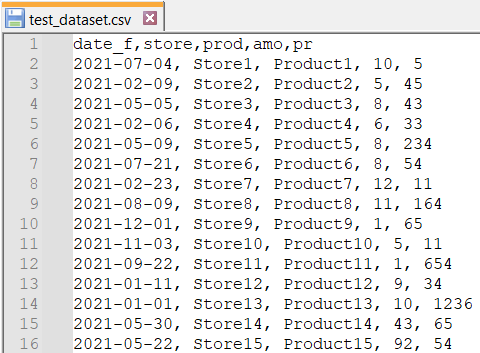 test_dataset.csv
1 date_f,store,prod,amo,pr
2 2021-07-04, Store1, Product1, 10, 5
3 2021-02-09, Store2, Product2, 5, 45
4 2021-05-05, Store3, Product3, 8, 43
5 2021-02-06, Store4, Product4, 6, 33
6 2021-05-09, Store5, Product5, 8, 234
7 2021-07-21, Store6, Product6, 8, 54
8 2021-02-23, Store7, Product7, 12, 11
9 2021-08-09, Store8, Product8, 11, 164
10 2021-12-01, Store9, Product9, 1, 65
11 2021-11-03, Store10, Product10, 5, 11
12 2021-09-22, Store11, Product11, 1, 654
13 2021-01-11, Store12, Product12, 9, 34
14 2021-01-01, Store13, Product13, 10, 1236
15 2021-05-30, Store14, Product14, 43, 65
16 2021-05-22, Store15, Product15, 92, 54